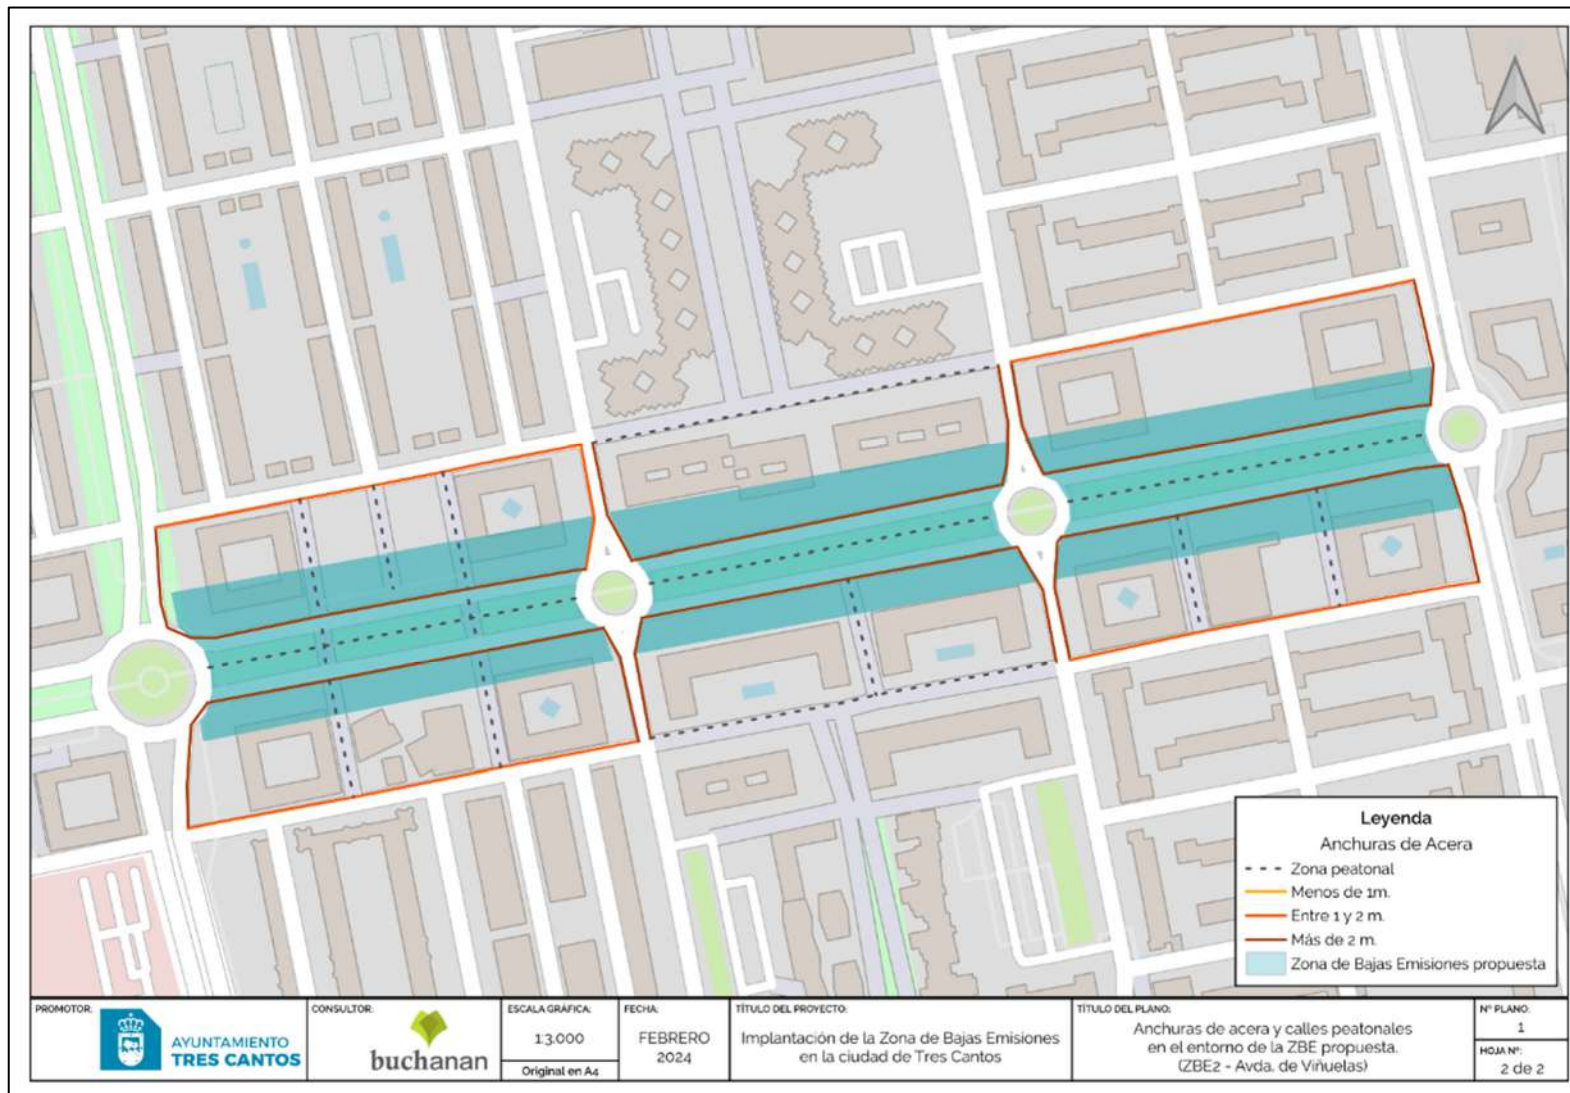 Leyenda
Anchuras de Acera
Zona peatonal
Menos de 1m.
Entre 1 y 2 m.
Más de 2 m.
Zona de Bajas Emisiones propuesta
PROMOTOR:
AYUNTAMIENTO
TRES CANTOS
CONSULTOR:
buchanan
ESCALA GRÁFICA:
1:3.000
Original en A4
FECHA:
FEBRERO
2024
TÍTULO DEL PROYECTO:
Implantación de la Zona de Bajas Emisiones
en la ciudad de Tres Cantos
TÍTULO DEL PLANO:
Anchuras de acera y calles peatonales
en el entorno de la ZBE propuesta.
(ZBE2 - Avda. de Viñuelas)
Nº PLANO:
1
HOJA Nº:
2 de 2